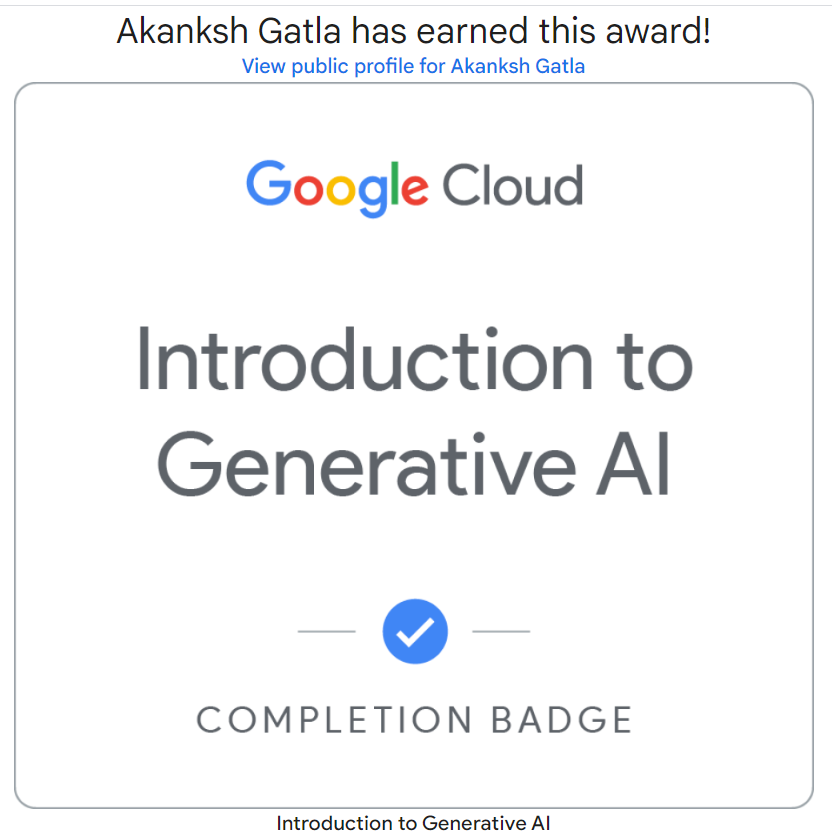 Akanksh Gatla has earned this award!
View public profile for Akanksh Gatla
Google Cloud
Introduction to
Generative AI
COMPLETION BADGE
Introduction to Generative AI